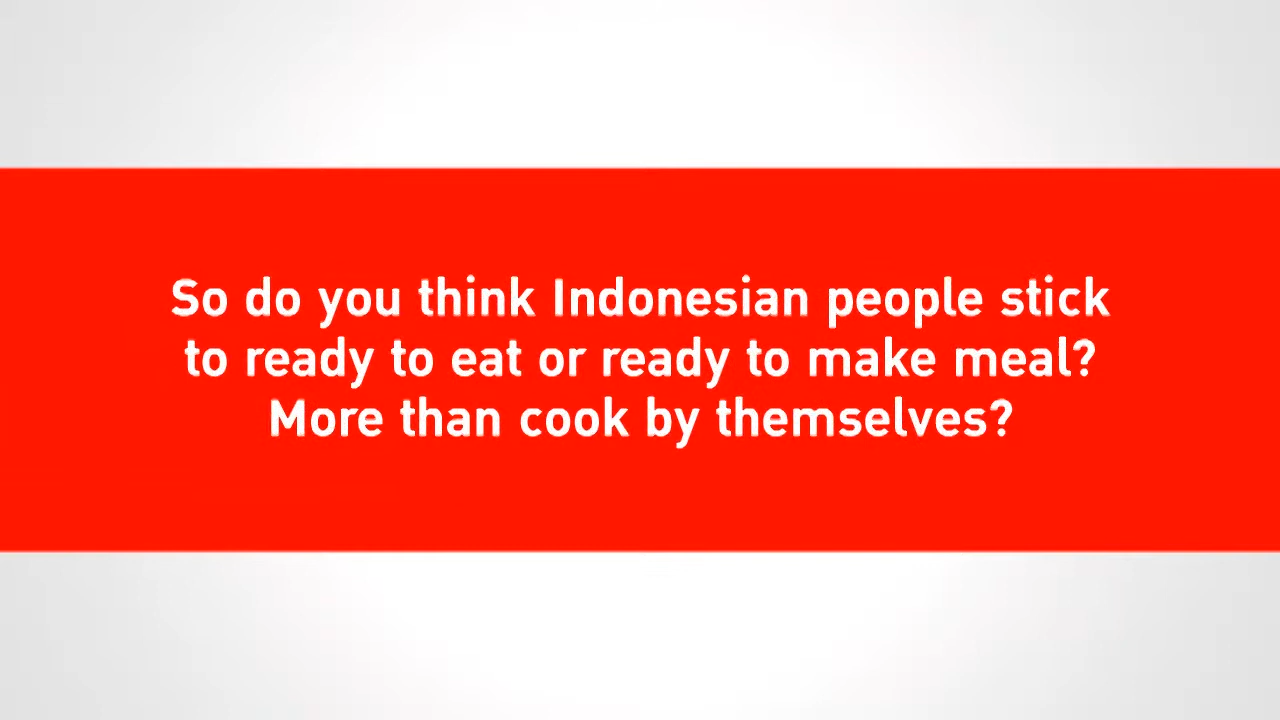 So do you think Indonesian people stick
to ready to eat or ready to make meal?
More than cook by themselves?